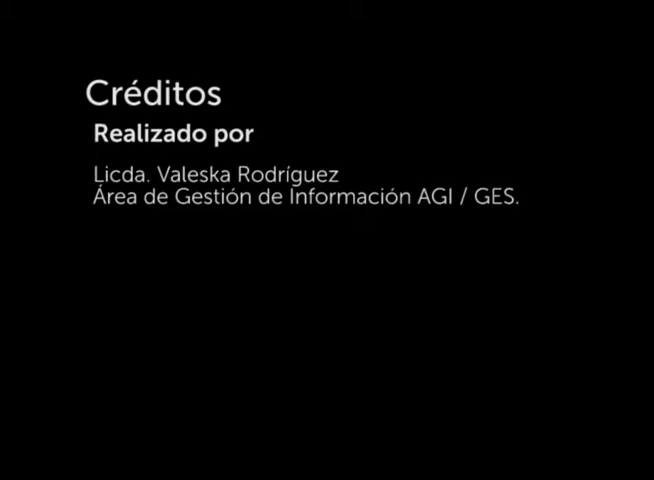 Créditos
Realizado por
Licda. Valeska Rodríguez
Área de Gestión de Información AGI / GES.